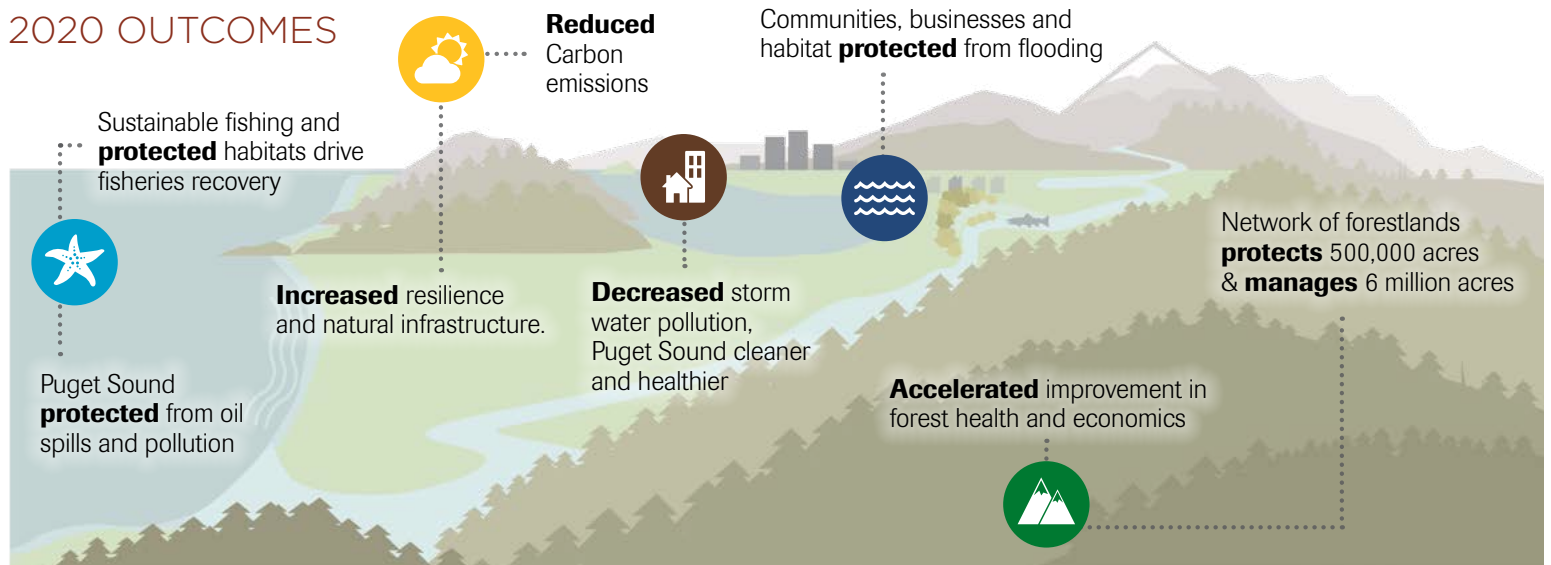 2020 OUTCOMES
Reduced
Carbon
emissions
Communities, businesses and
habitat protected from flooding
Sustainable fishing and
protected habitats drive
fisheries recovery
Network of forestlands
protects 500,000 acres
& manages 6 million acres
Increased resilience
and natural infrastructure.
Decreased storm
water pollution,
Puget Sound cleaner
and healthier
Puget Sound
protected from oil
spills and pollution
Accelerated improvement in
forest health and economics